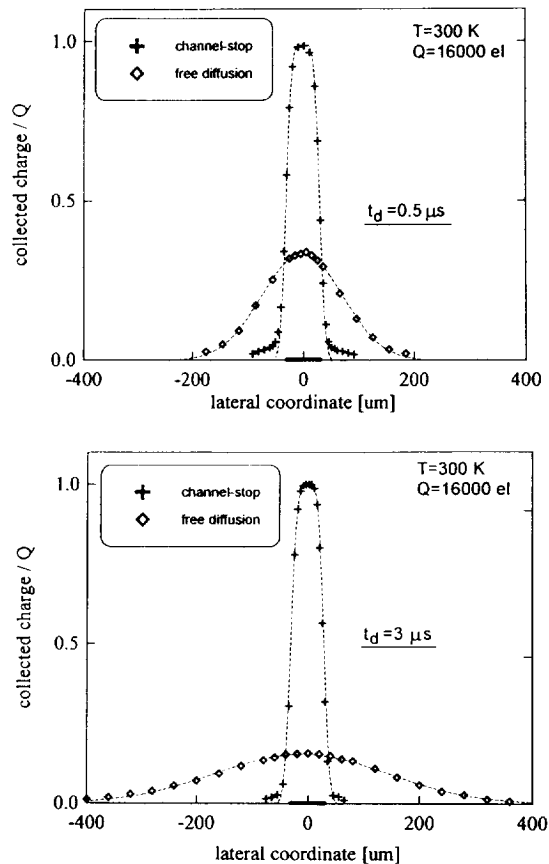 1.0
0.5
0.0
collected charge / Q
channel-stop
free diffusion
T=300 K
Q=16000 el
t_d =0.5 µs
-400 -200 0 200 400
lateral coordinate [um]
1.0
0.5
0.0
collected charge / Q
channel-stop
free diffusion
T=300 K
Q=16000 el
t_d =3 µs
-400 -200 0 200 400
lateral coordinate [um]